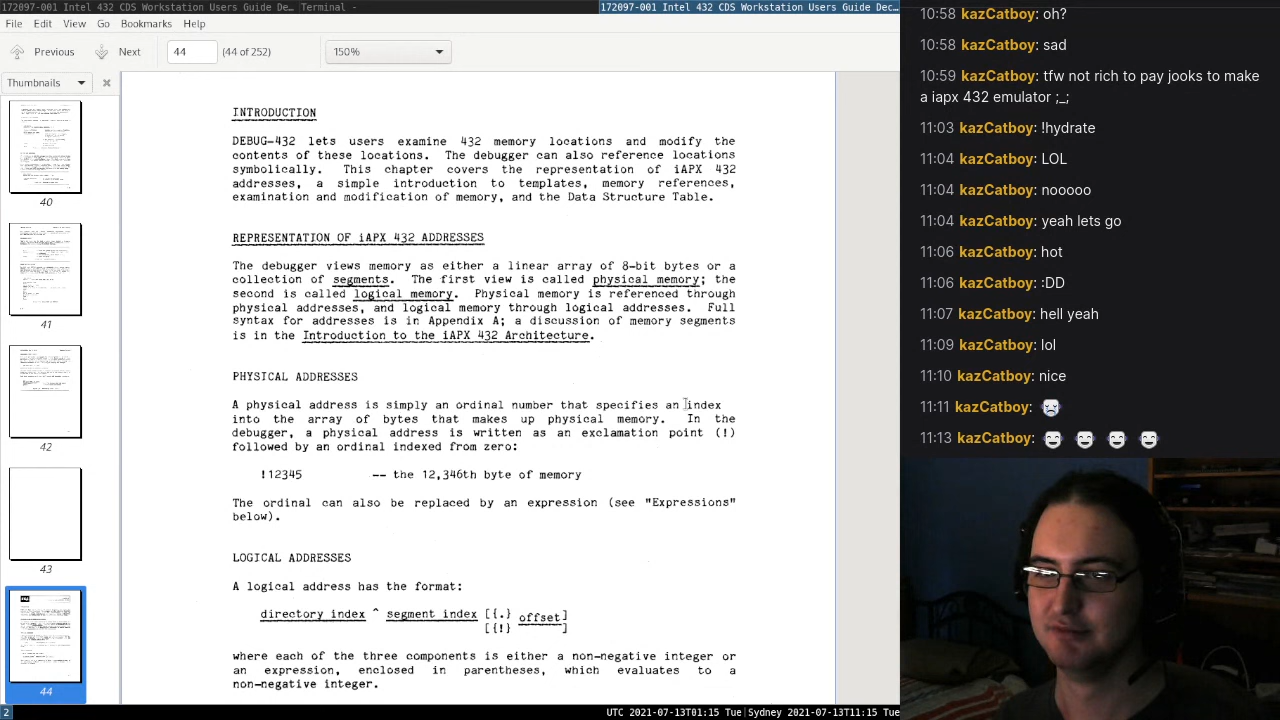 172097-001 Intel 432 CDS Workstation Users Guide De… Terminal -
172097-001 Intel 432 CDS Workstation Users Guide Dec…
File Edit View Go Bookmarks Help
Previous Next 44 (44 of 252) 150%
Thumbnails
40
41
42
43
44
INTRODUCTION
DEBUG-432 lets users examine 432 memory locations and modify the
contents of these locations. The debugger can also reference locations
symbolically. This chapter covers the representation of iAPX 432
addresses, a simple introduction to templates, memory references,
examination and modification of memory, and the Data Structure Table.
REPRESENTATION OF iAPX 432 ADDRESSES
The debugger views memory as either a linear array of 8-bit bytes or a
collection of segments. The first view is called physical memory; the
second is called logical memory. Physical memory is referenced through
physical addresses, and logical memory through logical addresses. Full
syntax for addresses is in Appendix A; a discussion of memory segments
is in the Introduction to the iAPX 432 Architecture.
PHYSICAL ADDRESSES
A physical address is simply an ordinal number that specifies an index
into the array of bytes that makes up physical memory. In the
debugger, a physical address is written as an exclamation point (!)
followed by an ordinal indexed from zero:
!12345 -- the 12,346th byte of memory
The ordinal can also be replaced by an expression (see "Expressions"
below).
LOGICAL ADDRESSES
A logical address has the format:
directory index ^ segment index [{.} offset]
[{!} ]
where each of the three components is either a non-negative integer or
an expression, enclosed in parentheses, which evaluates to a
non-negative integer.
10:58 kazCatboy: oh?
10:58 kazCatboy: sad
10:59 kazCatboy: tfw not rich to pay jooks to make
a iapx 432 emulator ;_;
11:03 kazCatboy: !hydrate
11:04 kazCatboy: LOL
11:04 kazCatboy: nooooo
11:04 kazCatboy: yeah lets go
11:06 kazCatboy: hot
11:06 kazCatboy: :DD
11:07 kazCatboy: hell yeah
11:09 kazCatboy: lol
11:10 kazCatboy: nice
11:11 kazCatboy:
11:13 kazCatboy:
2 UTC 2021-07-13T01:15 Tue Sydney 2021-07-13T11:15 Tue